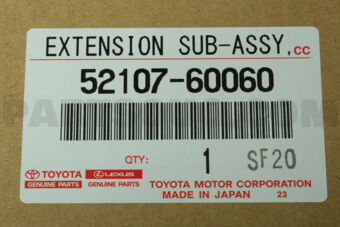 EXTENSION SUB-ASSY, CC
52107-60060
QTY: 1 SF20
TOYOTA LEXUS
GENUINE PARTS GENUINE PARTS
TOYOTA MOTOR CORPORATION
MADE IN JAPAN 23